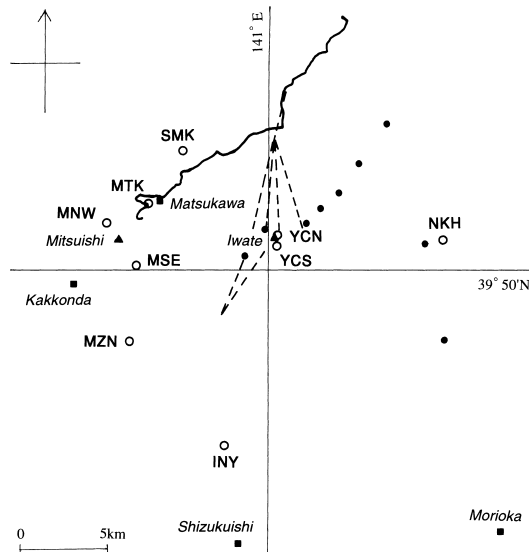 141° E
SMK
MTK
Matsukawa
MNW
Mitsuishi
Iwate
YCN
NKH
MSE
YCS
Kakkonda
39° 50'N
MZN
INY
Morioka
0
5km
Shizukuishi